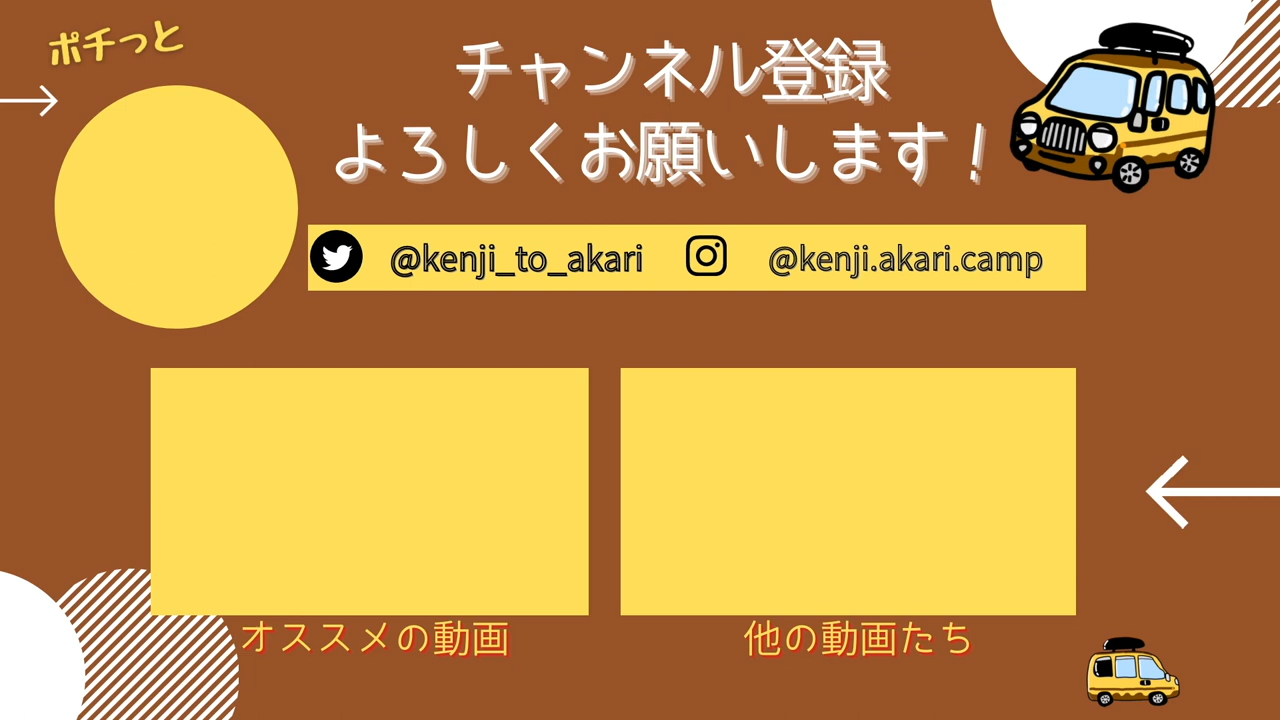 ポチっと
チャンネル登録
よろしくお願いします！
@kenji_to_akari @kenji.akari.camp
オススメの動画 他の動画たち